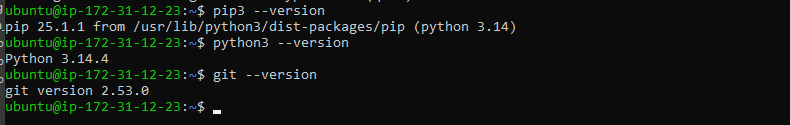 ubuntu@ip-172-31-12-23:~$ pip3 --version
pip 25.1.1 from /usr/lib/python3/dist-packages/pip (python 3.14)
ubuntu@ip-172-31-12-23:~$ python3 --version
Python 3.14.4
ubuntu@ip-172-31-12-23:~$ git --version
git version 2.53.0
ubuntu@ip-172-31-12-23:~$